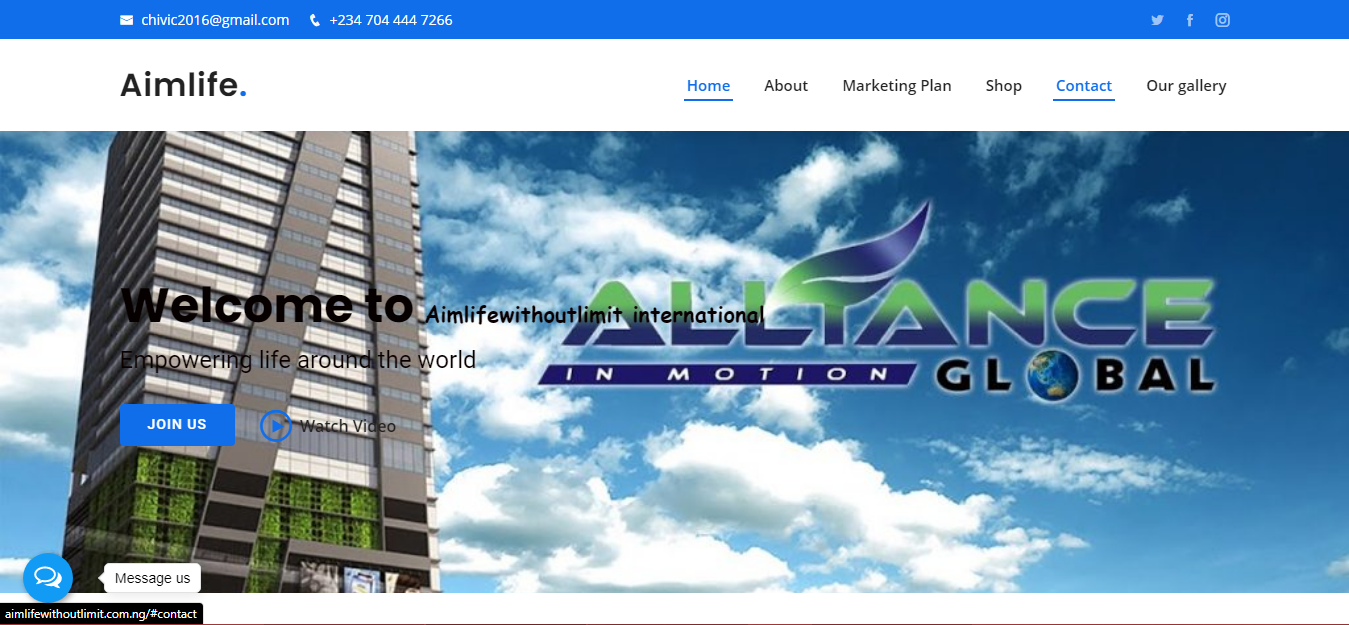 chivic2016@gmail.com +234 704 444 7266
Aimlife.
Home About Marketing Plan Shop Contact Our gallery
ALLIANCE
IN MOTION GLOBAL
Welcome to Aimlifewithoutlimit international
Empowering life around the world
JOIN US Watch Video
Message us
aimlifewithoutlimit.com.ng/#contact